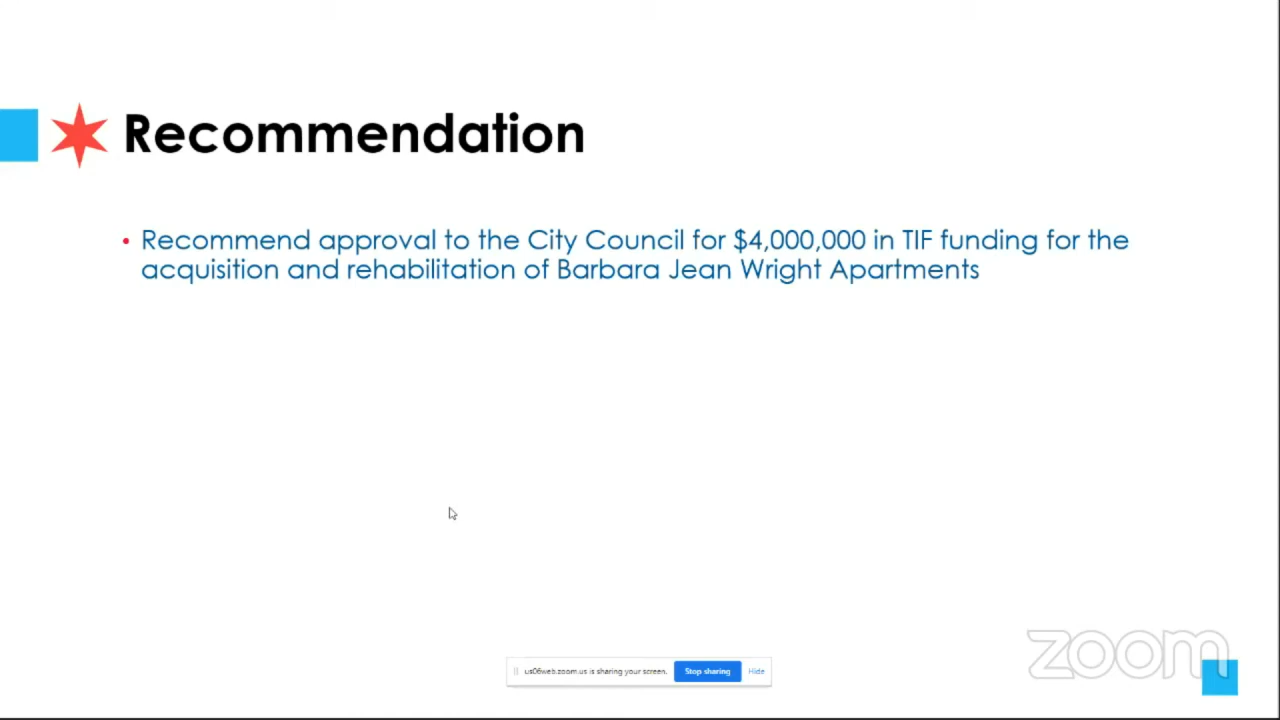 Recommendation
• Recommend approval to the City Council for $4,000,000 in TIF funding for the
acquisition and rehabilitation of Barbara Jean Wright Apartments
zoom
us06web.zoom.us is sharing your screen. Stop sharing Hide